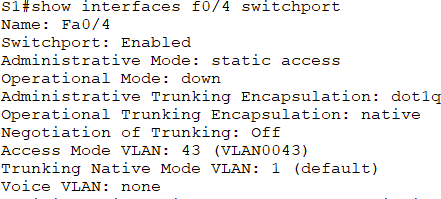 S1#show interfaces f0/4 switchport
Name: Fa0/4
Switchport: Enabled
Administrative Mode: static access
Operational Mode: down
Administrative Trunking Encapsulation: dot1q
Operational Trunking Encapsulation: native
Negotiation of Trunking: Off
Access Mode VLAN: 43 (VLAN0043)
Trunking Native Mode VLAN: 1 (default)
Voice VLAN: none